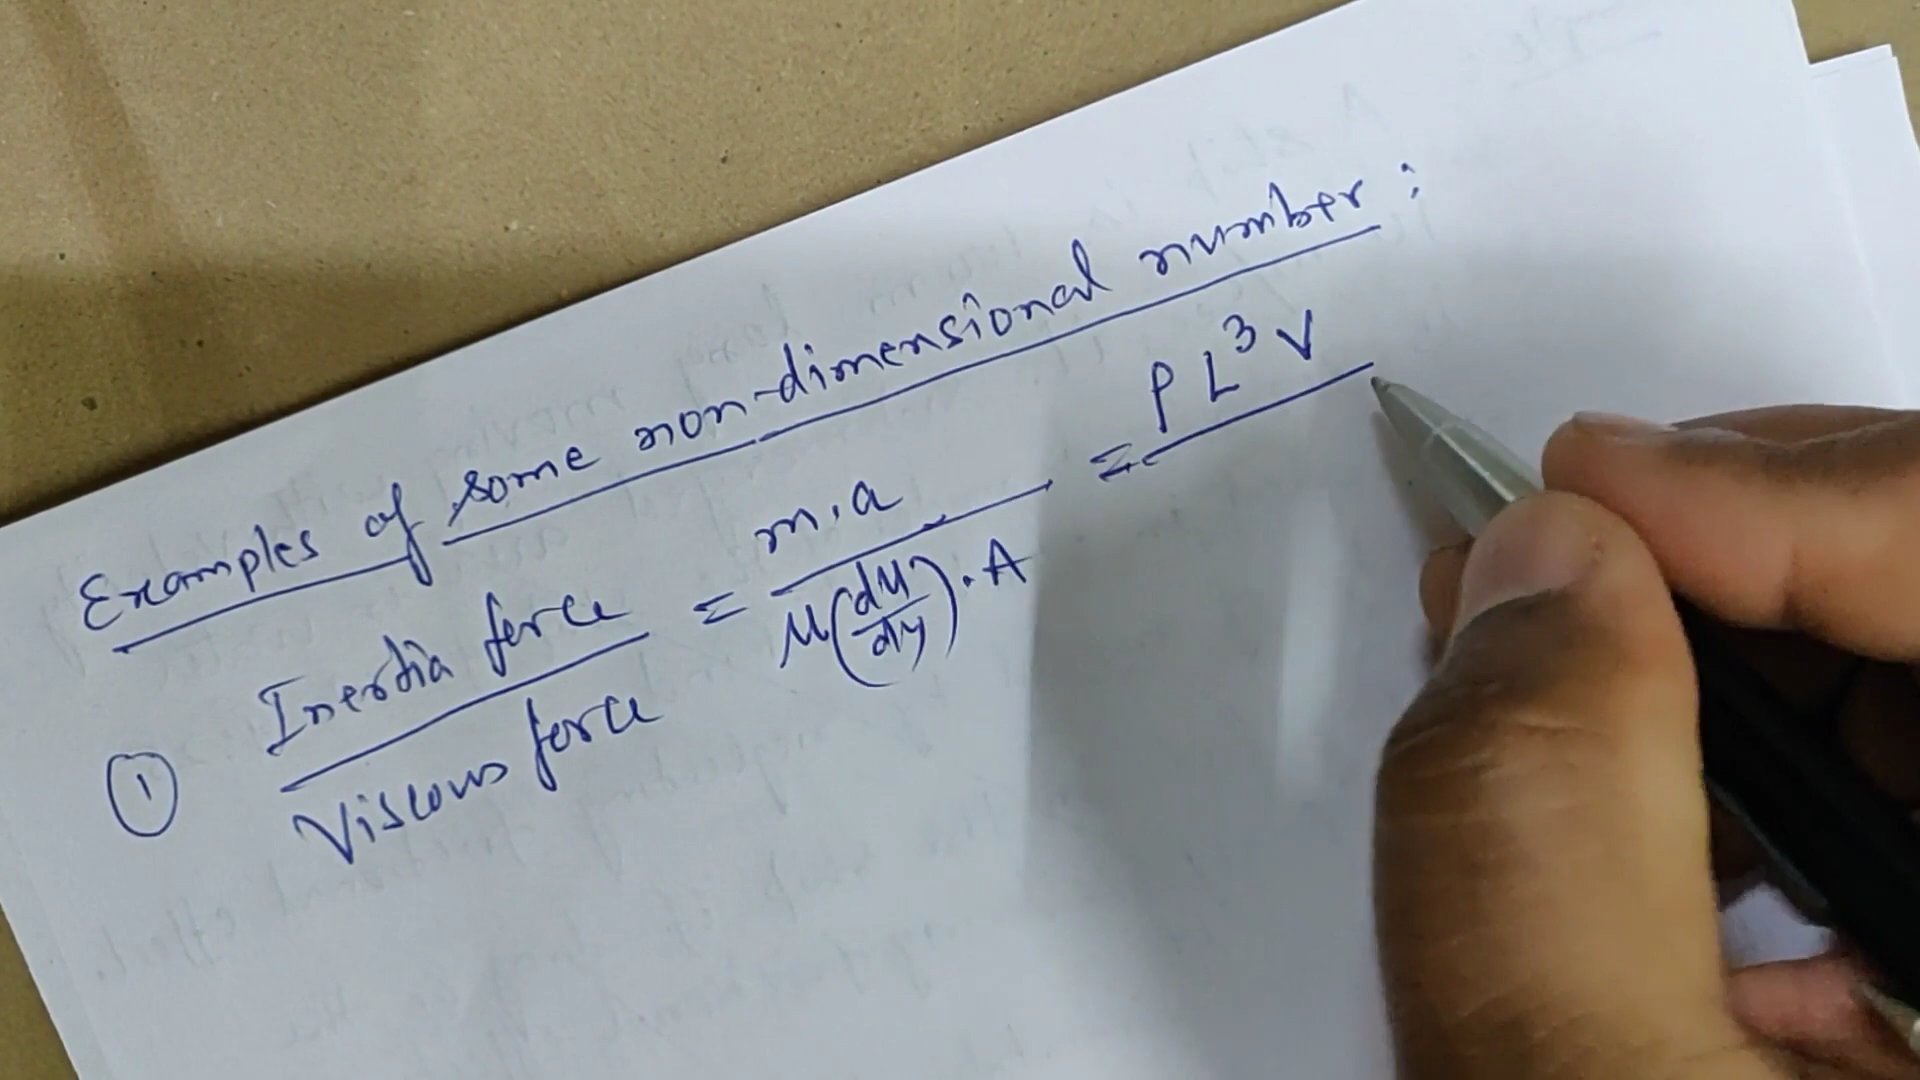 Examples of some non-dimensional number:
① Inertia force / Viscous force = m.a / μ(du/dy).A = ρL³V